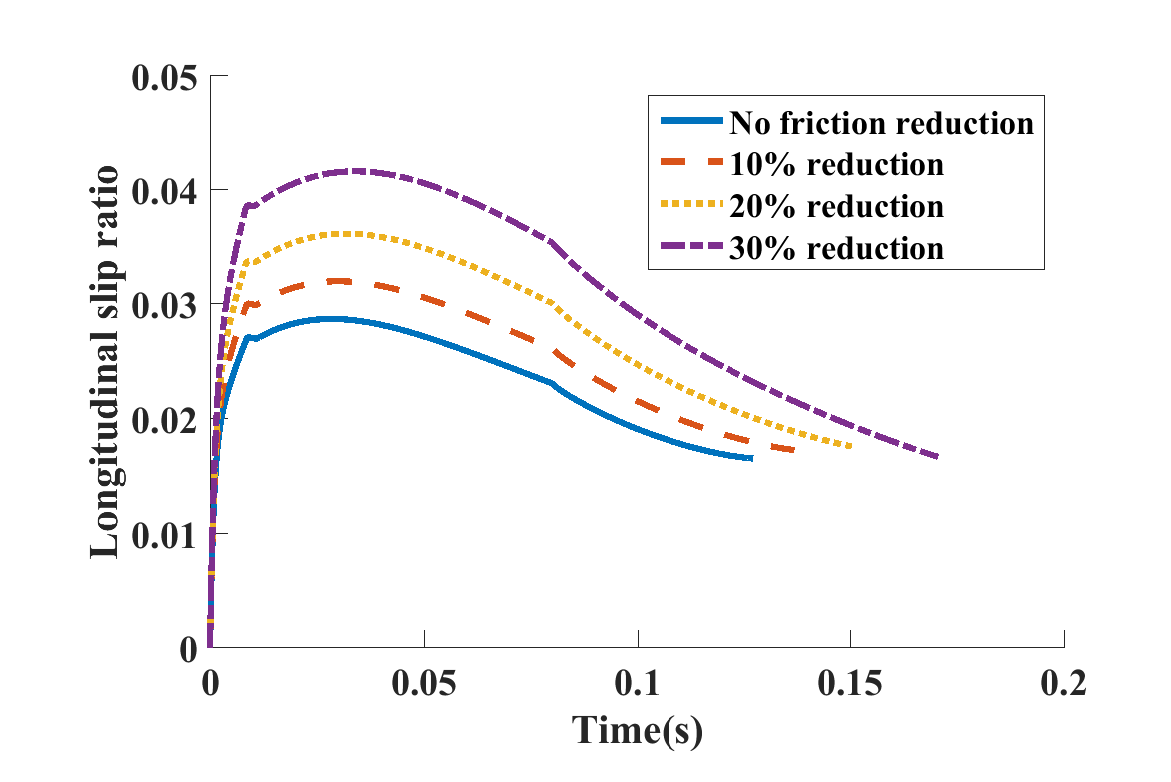 0.05
0.04
0.03
0.02
0.01
0
Longitudinal slip ratio
No friction reduction
10% reduction
20% reduction
30% reduction
0
0.05
0.1
0.15
0.2
Time(s)